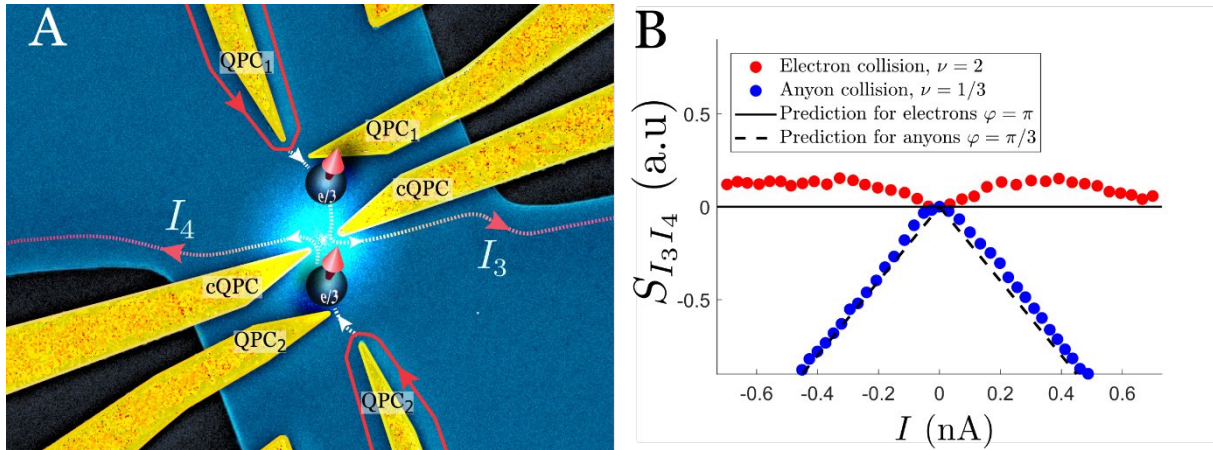 A
QPC₁
QPC₁
e/3
cQPC
I₄
I₃
cQPC
e/3
QPC₂
QPC₂
B
Electron collision, ν = 2
Anyon collision, ν = 1/3
Prediction for electrons φ = π
Prediction for anyons φ = π/3
S_{I₃I₄} (a.u)
0.5
0
-0.5
-0.6
-0.4
-0.2
0
0.2
0.4
0.6
I (nA)